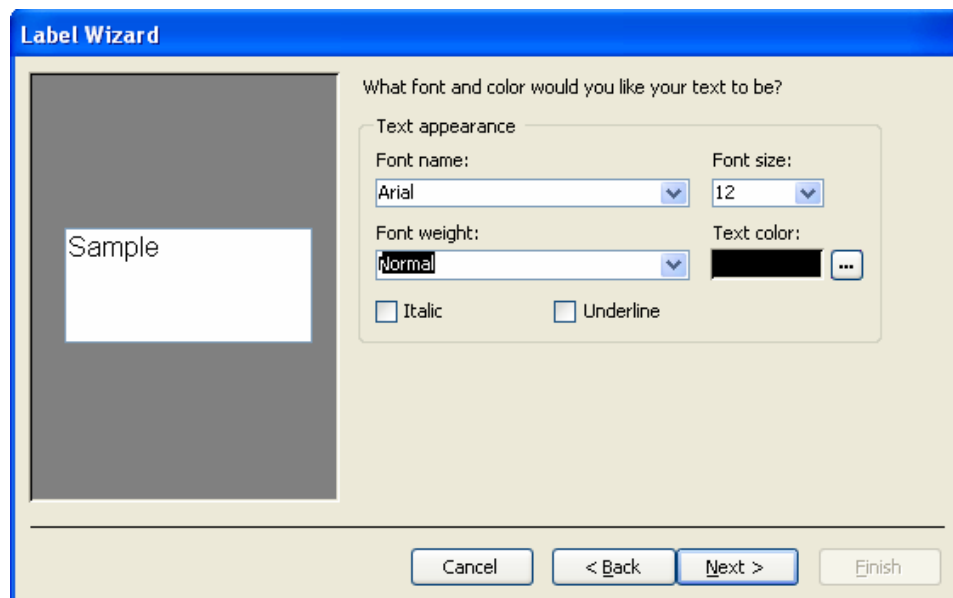 Label Wizard
What font and color would you like your text to be?
Text appearance
Font name:
Font size:
Arial
12
Sample
Font weight:
Text color:
Normal
...
Italic
Underline
Cancel
< Back
Next >
Finish